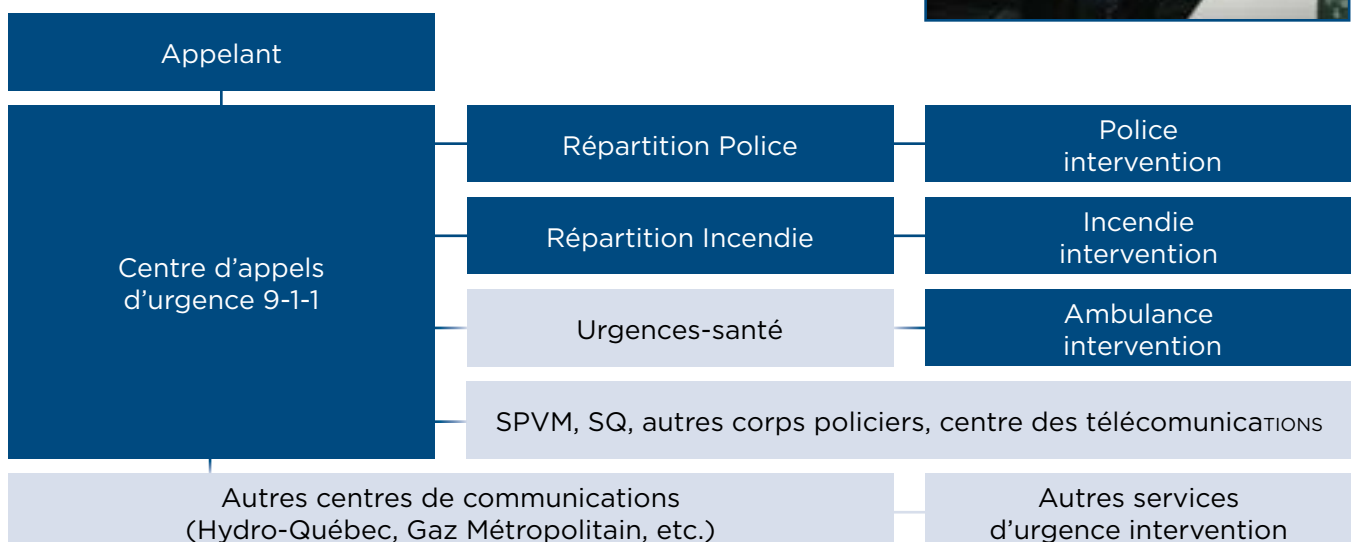 Appelant
Centre d'appels
d'urgence 9-1-1
Répartition Police
Police
intervention
Répartition Incendie
Incendie
intervention
Urgences-santé
Ambulance
intervention
SPVM, SQ, autres corps policiers, centre des télécomunicaTIONS
Autres centres de communications
(Hydro-Québec, Gaz Métropolitain, etc.)
Autres services
d'urgence intervention